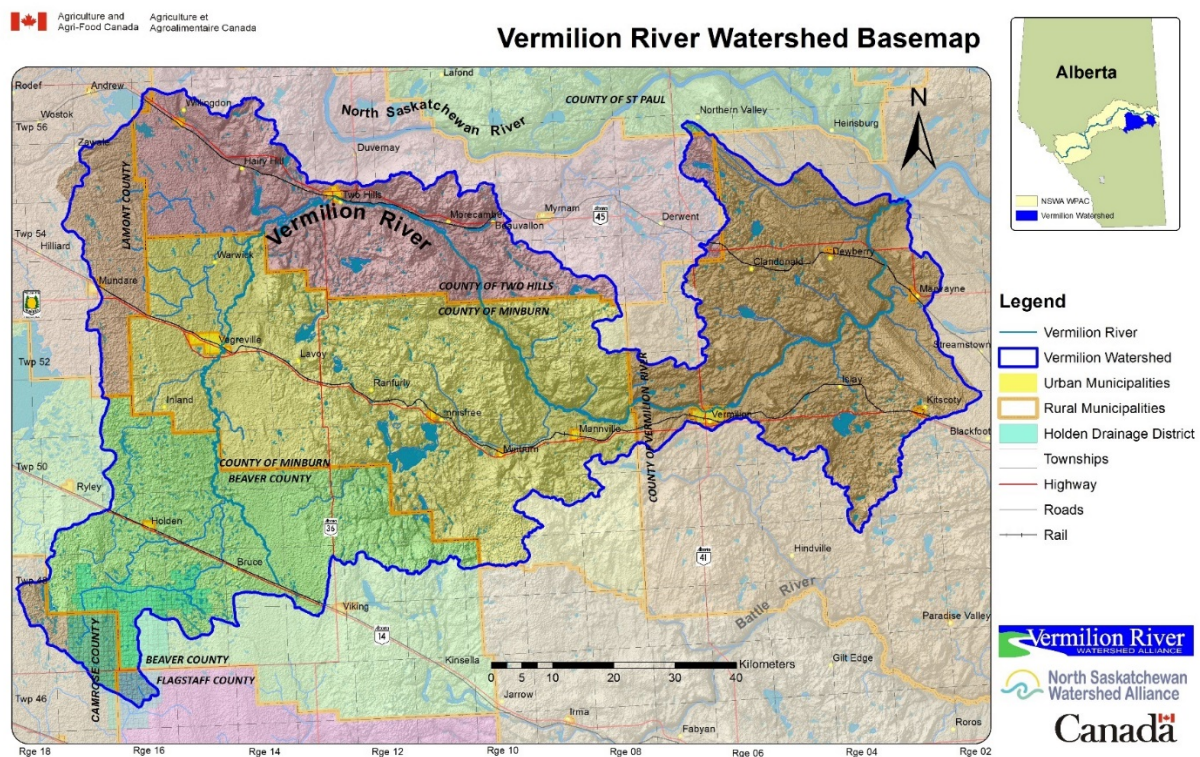 Agriculture and
Agri-Food Canada
Agriculture et
Agroalimentaire Canada
Vermilion River Watershed Basemap
Alberta
NSWA WPAC
Vermilion Watershed
N
Rodef
Andrew
Lafond
COUNTY OF ST PAUL
Wostok
Willingdon
North Saskatchewan River
Northern Valley
Heinsburg
Twp 56
Zawale
Duvernay
Hairy Hill
Two Hills
LAMONT COUNTY
Vermilion River
Morecambe
Beauvallon
Myrnam
45
Derwent
Twp 54
Hilliard
Warwick
Clandonald
Dewberry
Mundare
COUNTY OF TWO HILLS
COUNTY OF MINBURN
Marwayne
Vegreville
Lavoy
Streamstown
Twp 52
Ranfurly
COUNTY OF VERMILION RIVER
Islay
Inland
Innisfree
Vermilion
Kitscoty
Mannville
Blackfoot
Minburn
COUNTY OF MINBURN
BEAVER COUNTY
Twp 50
Ryley
Holden
36
41
Hindville
Bruce
Twp 48
Viking
Battle River
Paradise Valley
14
CAMROSE COUNTY
BEAVER COUNTY
FLAGSTAFF COUNTY
Kinsella
Kilometers
0 5 10 20 30 40
Gilt Edge
Twp 46
Jarrow
Irma
Fabyan
Roros
Rge 18
Rge 16
Rge 14
Rge 12
Rge 10
Rge 08
Rge 06
Rge 04
Rge 02
Legend
Vermilion River
Vermilion Watershed
Urban Municipalities
Rural Municipalities
Holden Drainage District
Townships
Highway
Roads
Rail
Vermilion River
WATERSHED ALLIANCE
North Saskatchewan
Watershed Alliance
Canada